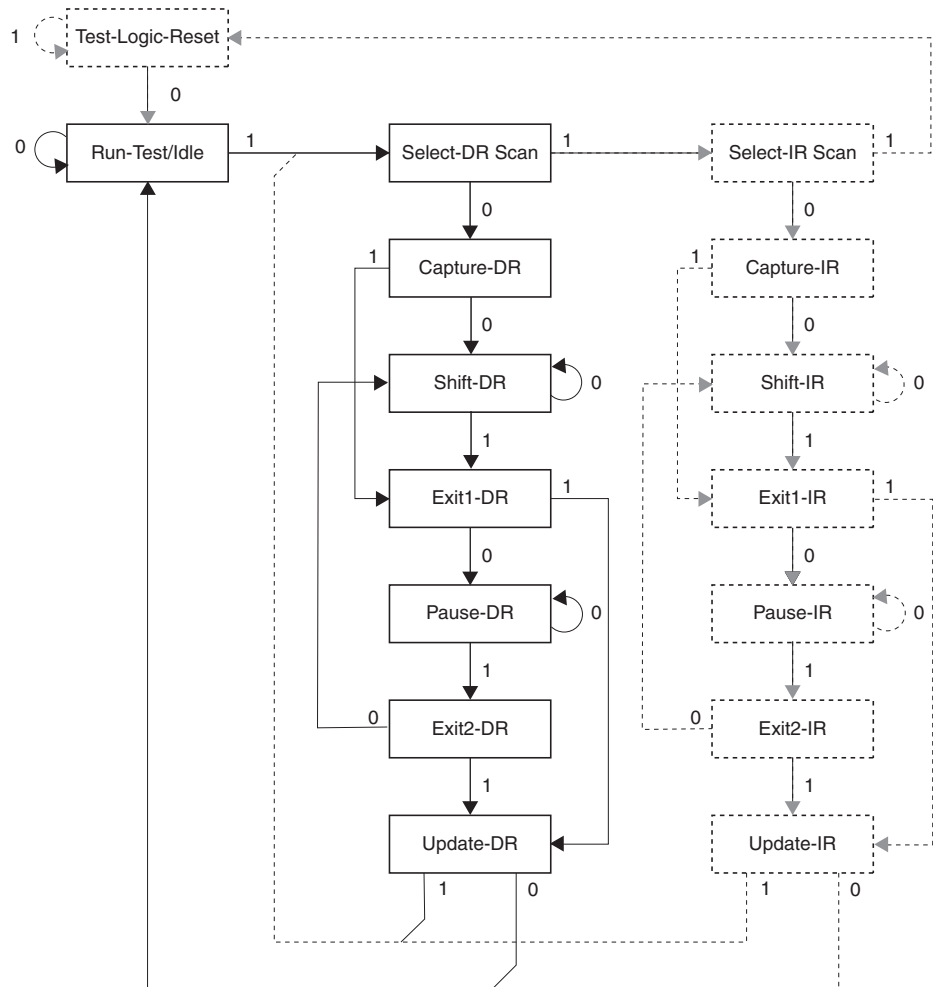 Test-Logic-Reset
1
0
Run-Test/Idle
0
1
Select-DR Scan
1
Select-IR Scan
1
0
0
1
Capture-DR
1
Capture-IR
0
0
Shift-DR
0
Shift-IR
0
1
1
Exit1-DR
1
Exit1-IR
1
0
0
Pause-DR
0
Pause-IR
0
1
1
0
Exit2-DR
0
Exit2-IR
1
1
Update-DR
Update-IR
1
0
1
0